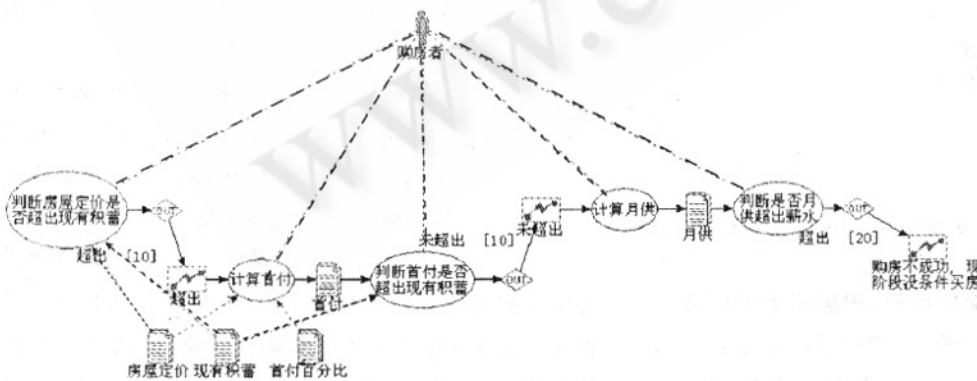 www.c
购房者
判断房屋定价是
否超出现有积蓄
OUT
超出 [10]
超出
计算首付
首付
判断首付是否
超出现有积蓄
未超出 [10]
OUT
未超出
计算月供
月供
判断是否月
供超出薪水
OUT
超出 [20]
购房不成功，现
阶段没条件买房
房屋定价
现有积蓄
首付百分比